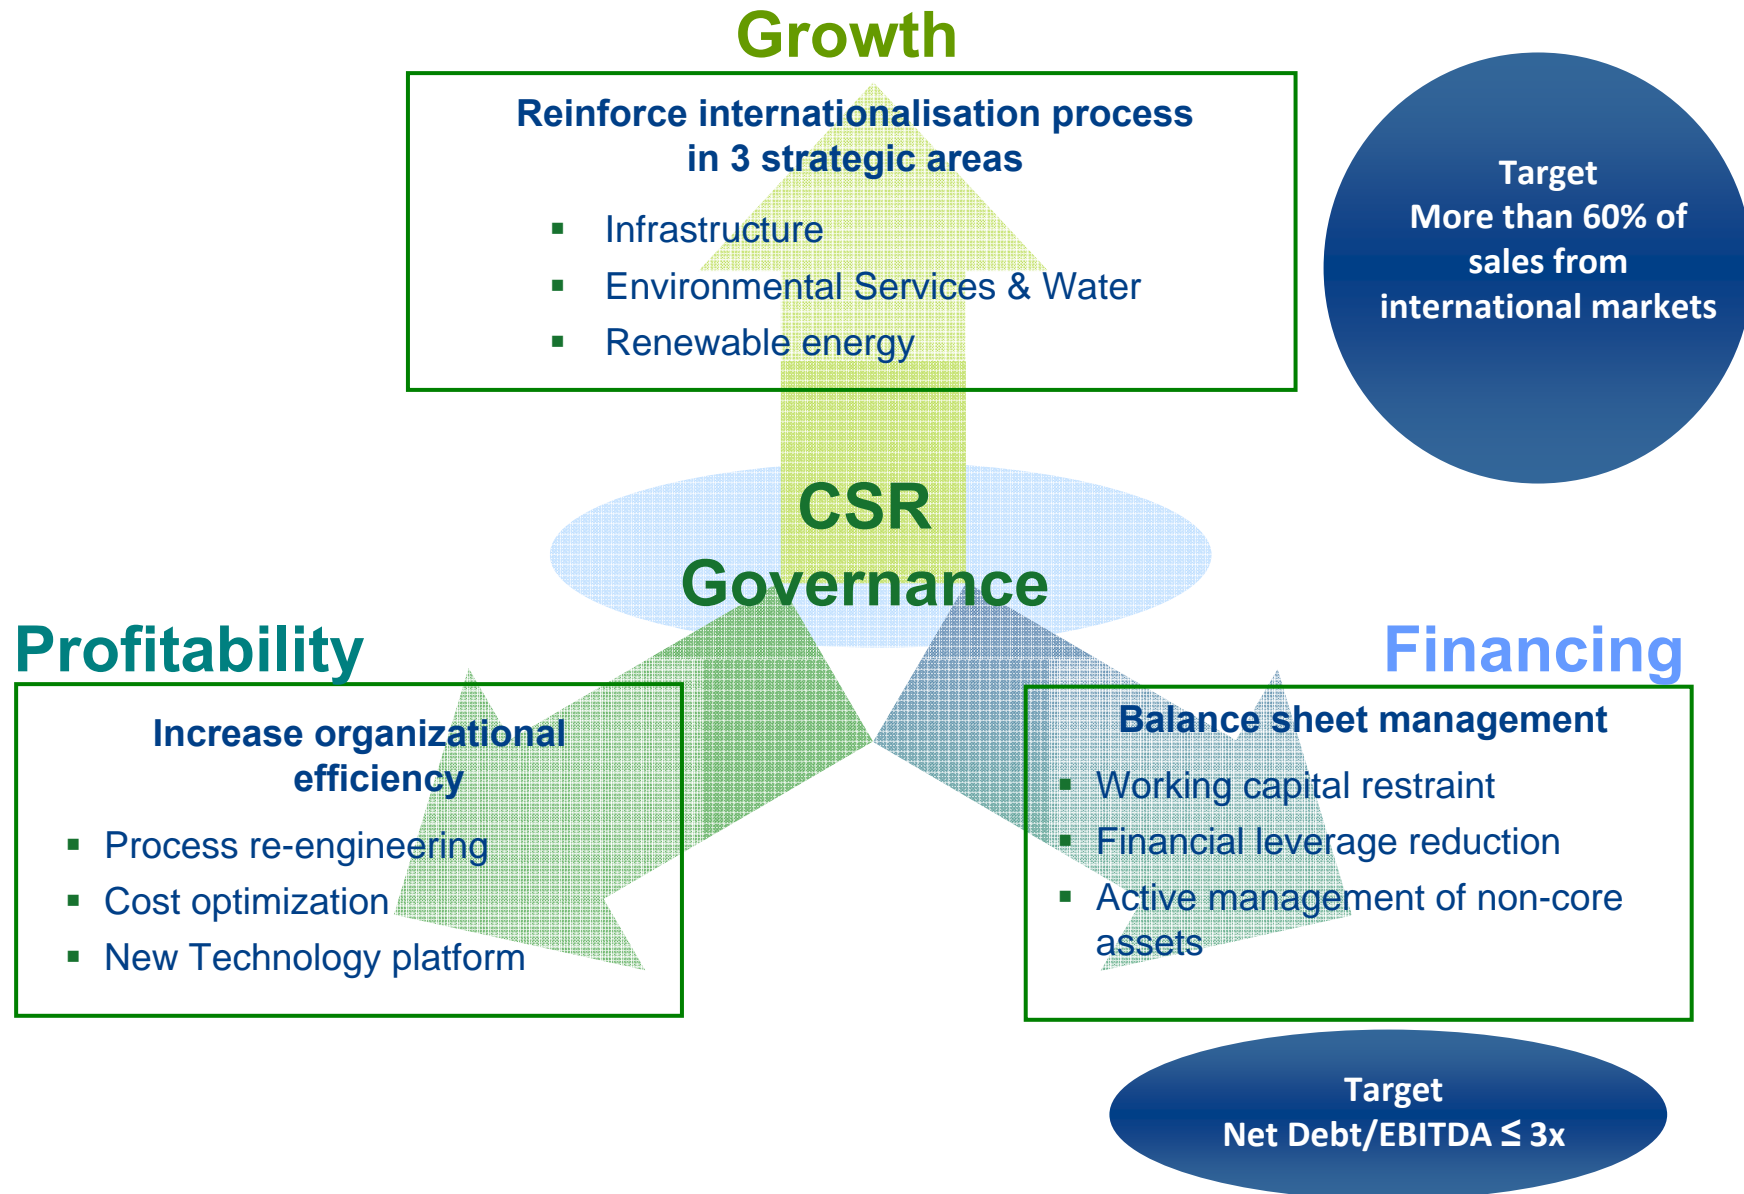 Growth
Reinforce internationalisation process
in 3 strategic areas
▪ Infrastructure
▪ Environmental Services & Water
▪ Renewable energy
Target
More than 60% of
sales from
international markets
CSR
Governance
Profitability
Increase organizational
efficiency
▪ Process re-engineering
▪ Cost optimization
▪ New Technology platform
Financing
Balance sheet management
▪ Working capital restraint
▪ Financial leverage reduction
▪ Active management of non-core
assets
Target
Net Debt/EBITDA ≤ 3x